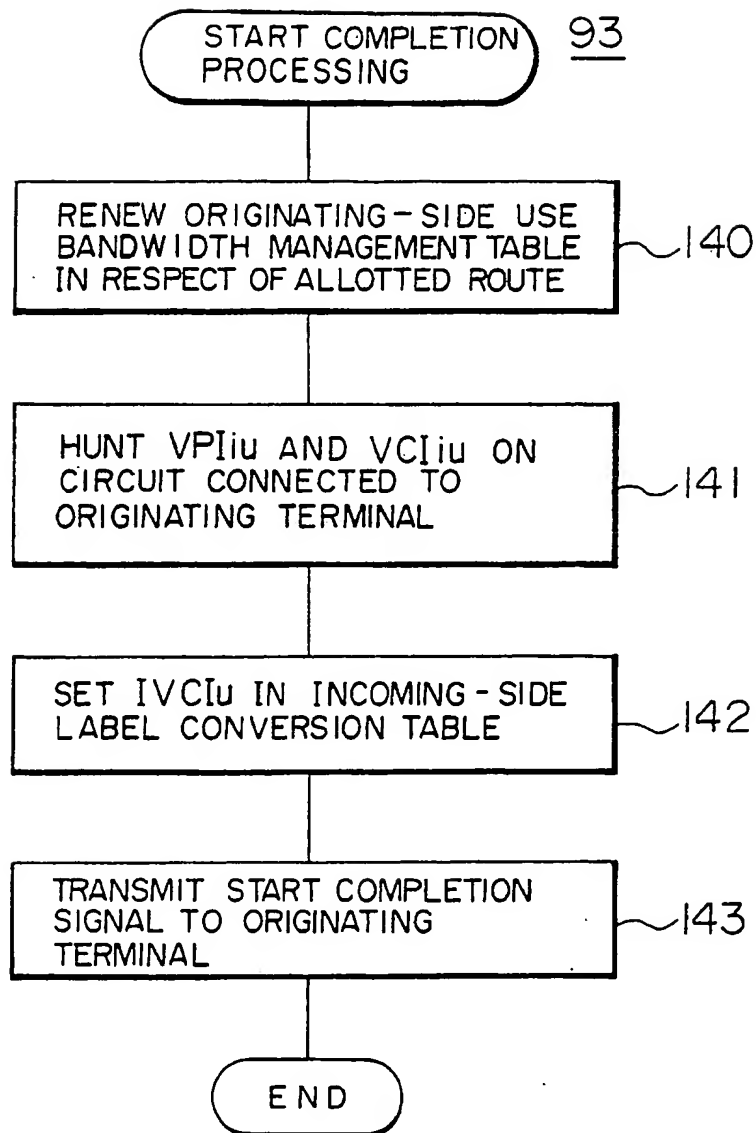 START COMPLETION
PROCESSING
93
RENEW ORIGINATING-SIDE USE
BANDWIDTH MANAGEMENT TABLE
IN RESPECT OF ALLOTTED ROUTE
140
HUNT VPIiu AND VCIiu ON
CIRCUIT CONNECTED TO
ORIGINATING TERMINAL
141
SET IVCIu IN INCOMING-SIDE
LABEL CONVERSION TABLE
142
TRANSMIT START COMPLETION
SIGNAL TO ORIGINATING
TERMINAL
143
END